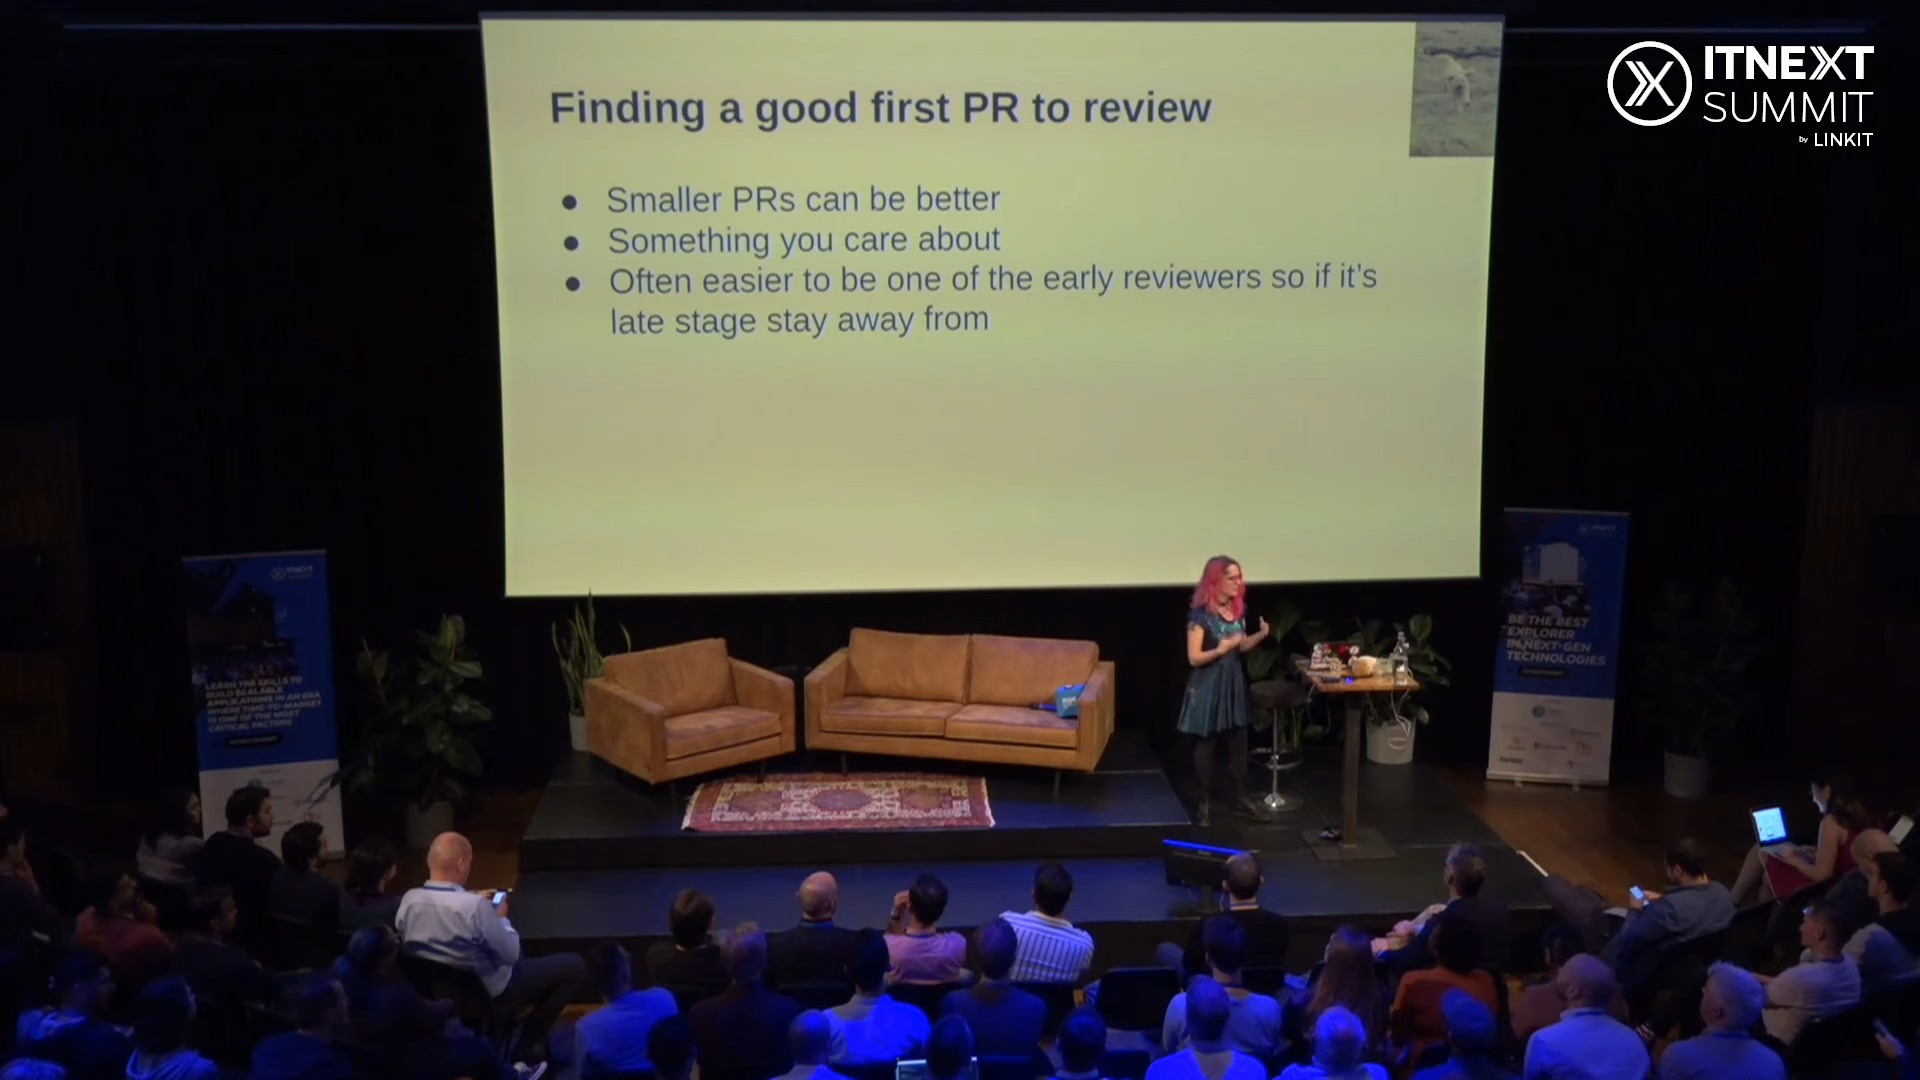 Finding a good first PR to review
● Smaller PRs can be better
● Something you care about
● Often easier to be one of the early reviewers so if it's
late stage stay away from
ITNEXT
SUMMIT
by LINKIT
ITNEXT
LEARN THE SKILLS TO
BUILD SCALABLE
APPLICATIONS IN AN ERA
WHERE TIME-TO-MARKET
IS ONE OF THE MOST
CRITICAL FACTORS
BE THE BEST
EXPLORER
IN NEXT-GEN
TECHNOLOGIES